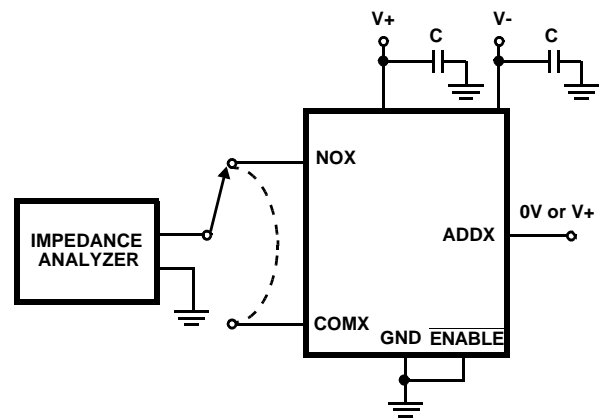 V+
V-
C
C
NOX
IMPEDANCE
ANALYZER
0V or V+
ADDX
COMX
GND
ENABLE